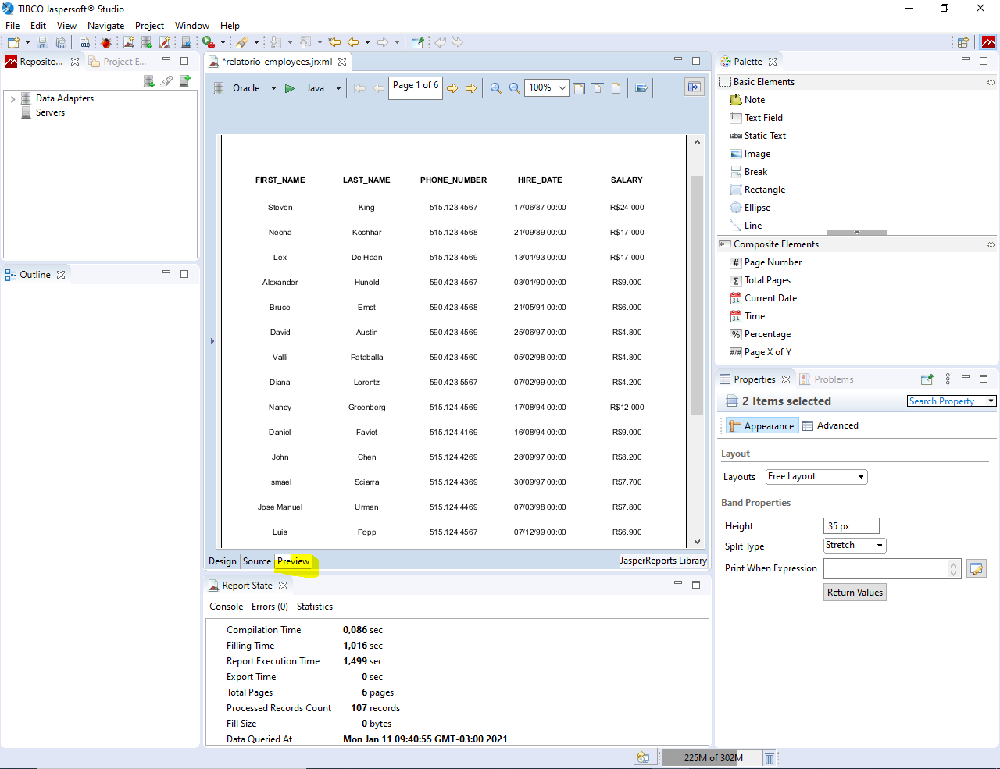 TIBCO Jaspersoft® Studio
File Edit View Navigate Project Window Help
Reposito... Project E...
Data Adapters
Servers
Outline
*relatorio_employees.jrxml
Oracle Java Page 1 of 6 100%
FIRST_NAME LAST_NAME PHONE_NUMBER HIRE_DATE SALARY
Steven King 515.123.4567 17/06/87 00:00 R$24.000
Neena Kochhar 515.123.4568 21/09/89 00:00 R$17.000
Lex De Haan 515.123.4569 13/01/93 00:00 R$17.000
Alexander Hunold 590.423.4567 03/01/90 00:00 R$9.000
Bruce Ernst 590.423.4568 21/05/91 00:00 R$6.000
David Austin 590.423.4569 25/06/97 00:00 R$4.800
Valli Pataballa 590.423.4560 05/02/98 00:00 R$4.800
Diana Lorentz 590.423.5567 07/02/99 00:00 R$4.200
Nancy Greenberg 515.124.4569 17/08/94 00:00 R$12.000
Daniel Faviet 515.124.4169 16/08/94 00:00 R$9.000
John Chen 515.124.4269 28/09/97 00:00 R$8.200
Ismael Sciarra 515.124.4369 30/09/97 00:00 R$7.700
Jose Manuel Urman 515.124.4469 07/03/98 00:00 R$7.800
Luis Popp 515.124.4567 07/12/99 00:00 R$6.900
Design Source Preview JasperReports Library
Report State
Console Errors (0) Statistics
Compilation Time 0,086 sec
Filling Time 1,016 sec
Report Execution Time 1,499 sec
Export Time 0 sec
Total Pages 6 pages
Processed Records Count 107 records
Fill Size 0 bytes
Data Queried At Mon Jan 11 09:40:55 GMT-03:00 2021
Palette
Basic Elements
Note
Text Field
label Static Text
Image
Break
Rectangle
Ellipse
Line
# Composite Elements
# Page Number
Σ Total Pages
31 Current Date
31 Time
% Percentage
#/# Page X of Y
Properties Problems
2 Items selected Search Property
Appearance Advanced
Layout
Layouts Free Layout
Band Properties
Height 35 px
Split Type Stretch
Print When Expression
Return Values
225M of 302M